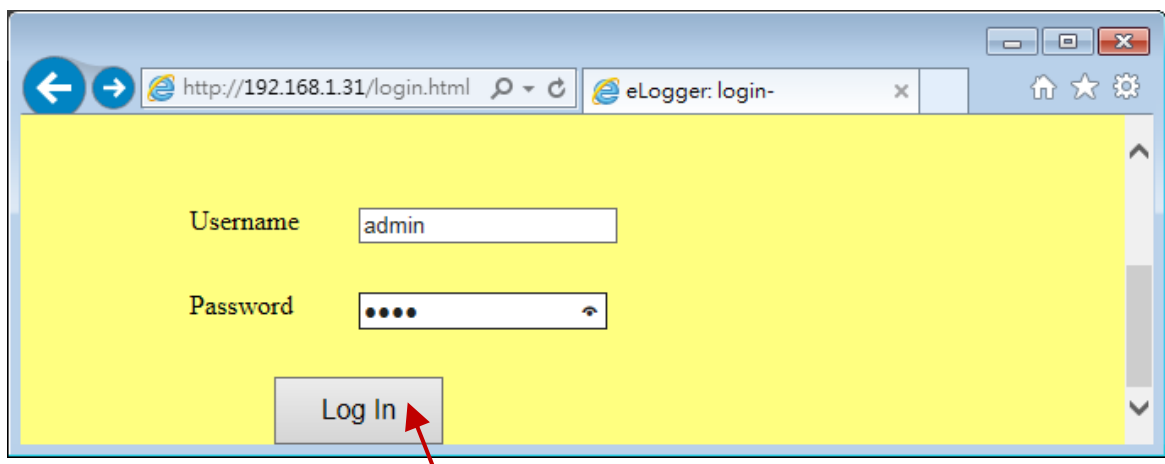 http://192.168.1.31/login.html
eLogger: login-
Username
admin
Password
••••
Log In